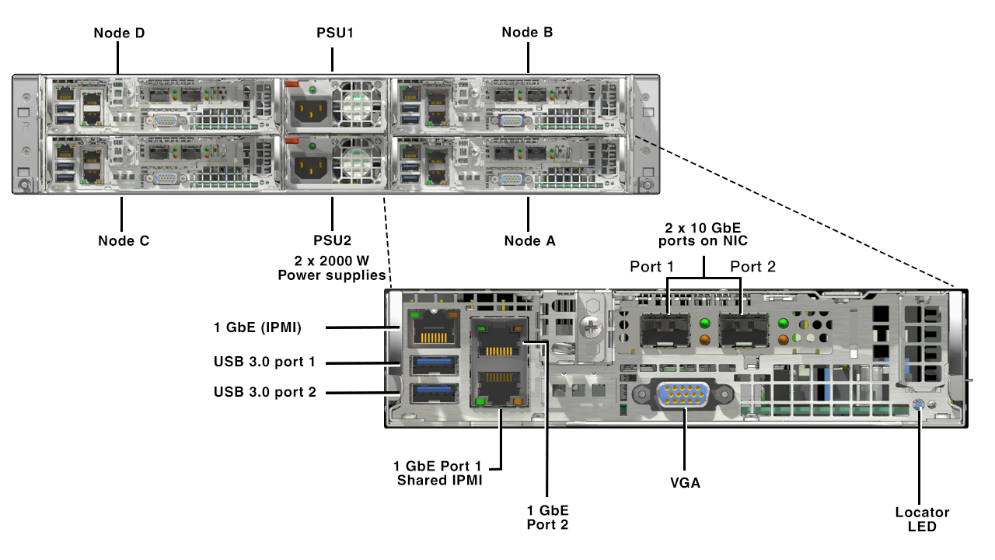 Node D
PSU1
Node B
Node C
PSU2
Node A
2 x 2000 W
Power supplies
2 x 10 GbE
ports on NIC
Port 1
Port 2
1 GbE (IPMI)
USB 3.0 port 1
USB 3.0 port 2
1 GbE Port 1
Shared IPMI
1 GbE
Port 2
VGA
Locator
LED